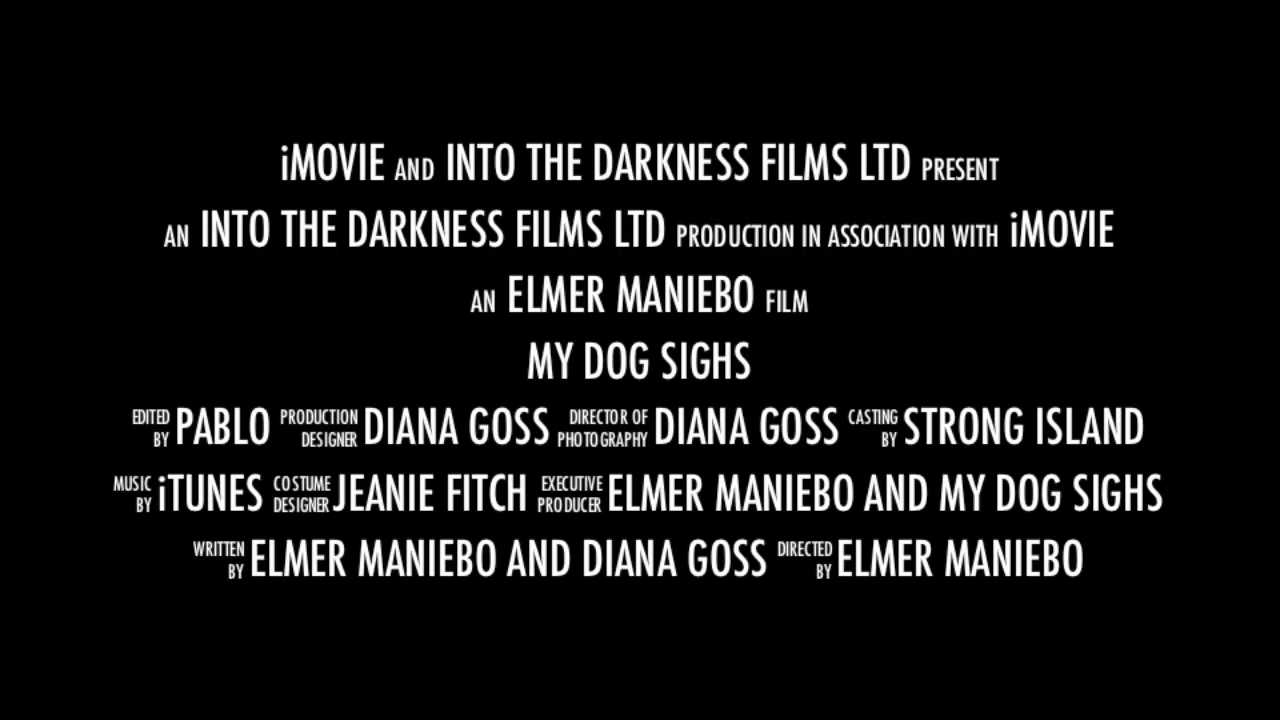 iMOVIE AND INTO THE DARKNESS FILMS LTD PRESENT
AN INTO THE DARKNESS FILMS LTD PRODUCTION IN ASSOCIATION WITH iMOVIE
AN ELMER MANIEBO FILM
MY DOG SIGHS
EDITED BY PABLO PRODUCTION DESIGNER DIANA GOSS DIRECTOR OF PHOTOGRAPHY DIANA GOSS CASTING BY STRONG ISLAND
MUSIC BY iTUNES COSTUME DESIGNER JEANIE FITCH EXECUTIVE PRODUCER ELMER MANIEBO AND MY DOG SIGHS
WRITTEN BY ELMER MANIEBO AND DIANA GOSS DIRECTED BY ELMER MANIEBO